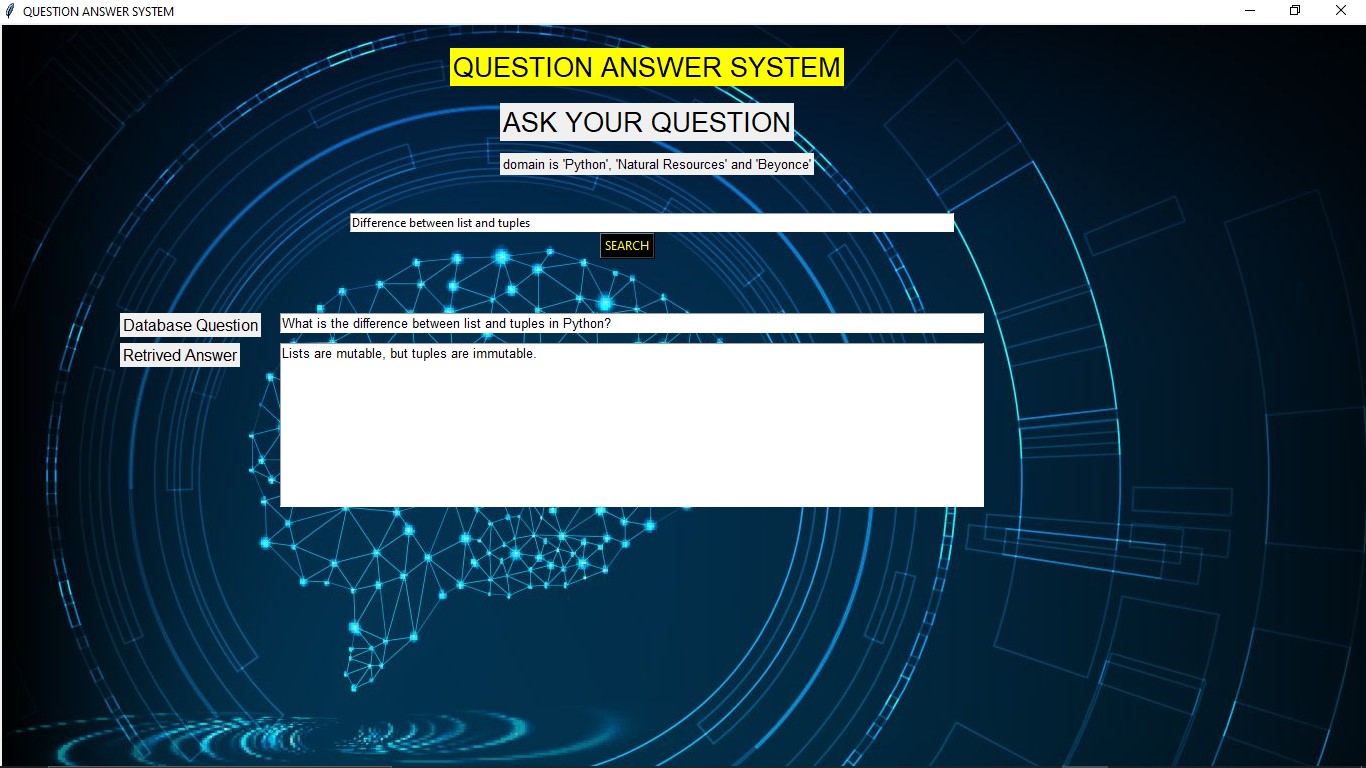 QUESTION ANSWER SYSTEM
QUESTION ANSWER SYSTEM
ASK YOUR QUESTION
domain is 'Python', 'Natural Resources' and 'Beyonce'
Difference between list and tuples
SEARCH
Database Question
What is the difference between list and tuples in Python?
Retrived Answer
Lists are mutable, but tuples are immutable.